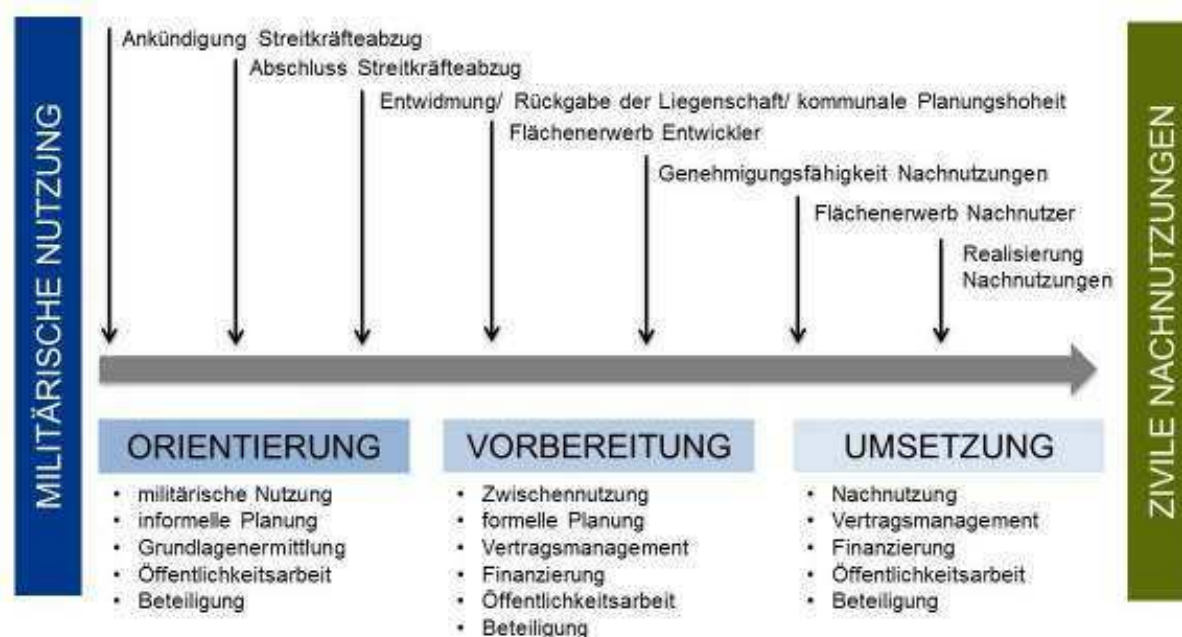 MILITÄRISCHE NUTZUNG
Ankündigung Streitkräfteabzug
Abschluss Streitkräfteabzug
Entwidmung/ Rückgabe der Liegenschaft/ kommunale Planungshoheit
Flächenerwerb Entwickler
Genehmigungsfähigkeit Nachnutzungen
Flächenerwerb Nachnutzer
Realisierung
Nachnutzungen
ORIENTIERUNG
• militärische Nutzung
• informelle Planung
• Grundlagenermittlung
• Öffentlichkeitsarbeit
• Beteiligung
VORBEREITUNG
• Zwischennutzung
• formelle Planung
• Vertragsmanagement
• Finanzierung
• Öffentlichkeitsarbeit
• Beteiligung
UMSETZUNG
• Nachnutzung
• Vertragsmanagement
• Finanzierung
• Öffentlichkeitsarbeit
• Beteiligung
ZIVILE NACHNUTZUNGEN